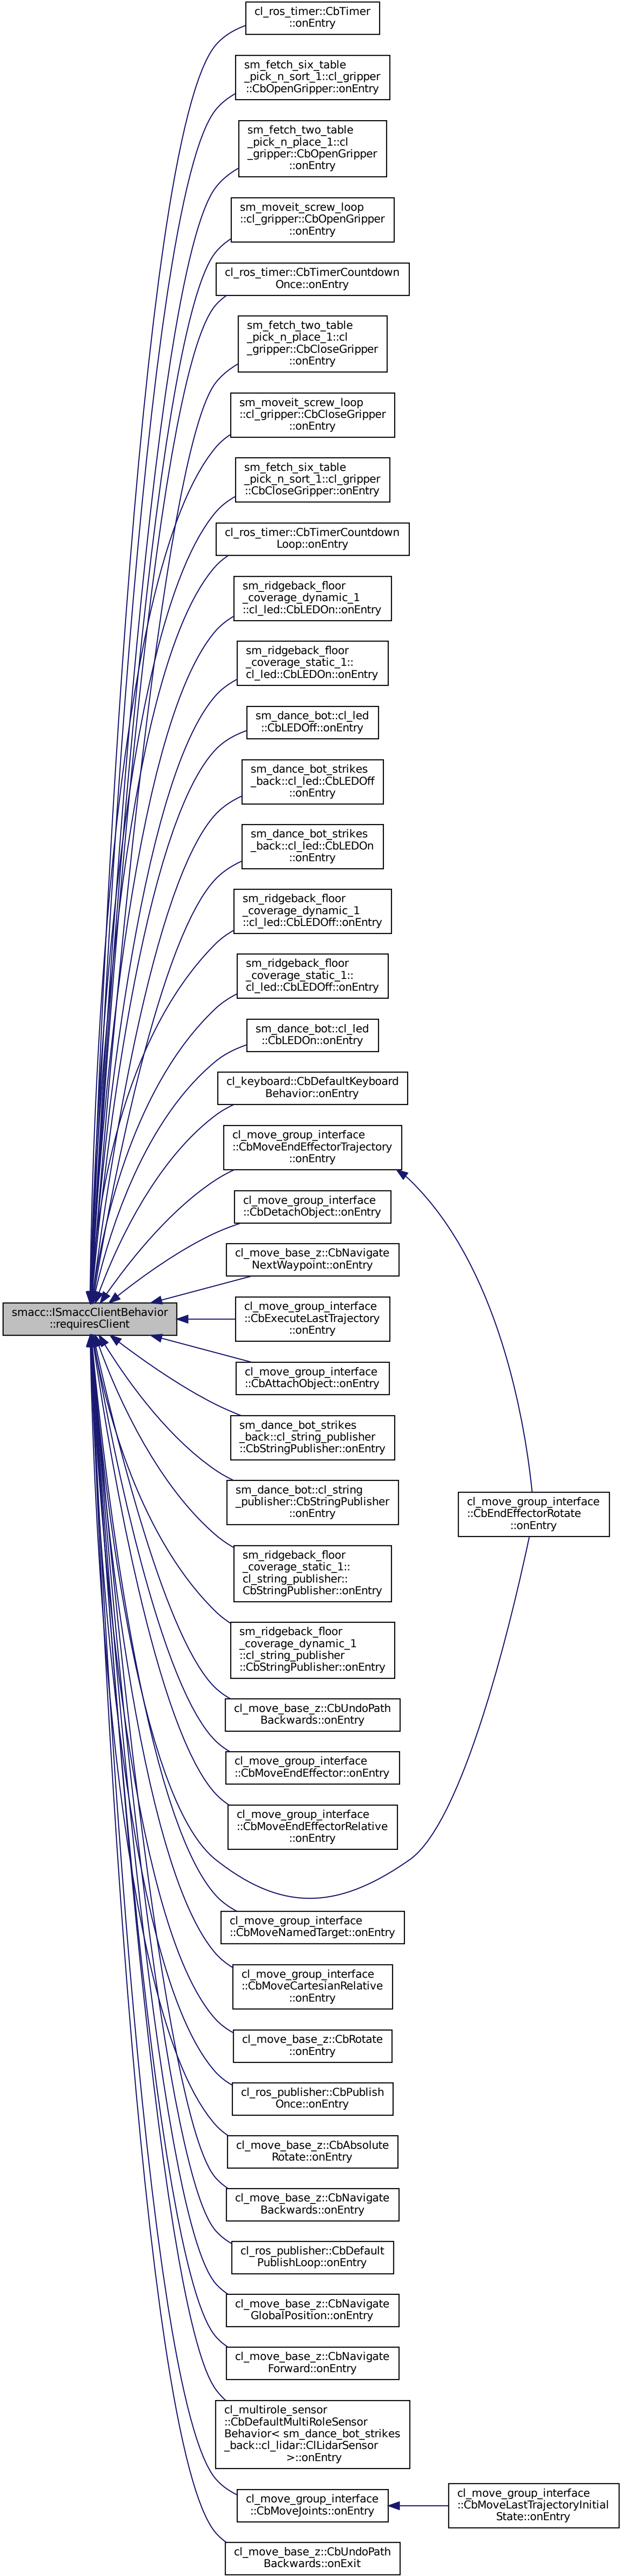 cl_ros_timer::CbTimer
::onEntry
sm_fetch_six_table
_pick_n_sort_1::cl_gripper
::CbOpenGripper::onEntry
sm_fetch_two_table
_pick_n_place_1::cl
_gripper::CbOpenGripper
::onEntry
sm_moveit_screw_loop
::cl_gripper::CbOpenGripper
::onEntry
cl_ros_timer::CbTimerCountdown
Once::onEntry
sm_fetch_two_table
_pick_n_place_1::cl
_gripper::CbCloseGripper
::onEntry
sm_moveit_screw_loop
::cl_gripper::CbCloseGripper
::onEntry
sm_fetch_six_table
_pick_n_sort_1::cl_gripper
::CbCloseGripper::onEntry
cl_ros_timer::CbTimerCountdown
Loop::onEntry
sm_ridgeback_floor
_coverage_dynamic_1
::cl_led::CbLEDOn::onEntry
sm_ridgeback_floor
_coverage_static_1::
cl_led::CbLEDOn::onEntry
sm_dance_bot::cl_led
::CbLEDOff::onEntry
sm_dance_bot_strikes
_back::cl_led::CbLEDOff
::onEntry
sm_dance_bot_strikes
_back::cl_led::CbLEDOn
::onEntry
sm_ridgeback_floor
_coverage_dynamic_1
::cl_led::CbLEDOff::onEntry
sm_ridgeback_floor
_coverage_static_1::
cl_led::CbLEDOff::onEntry
sm_dance_bot::cl_led
::CbLEDOn::onEntry
cl_keyboard::CbDefaultKeyboard
Behavior::onEntry
cl_move_group_interface
::CbMoveEndEffectorTrajectory
::onEntry
cl_move_group_interface
::CbDetachObject::onEntry
cl_move_base_z::CbNavigate
NextWaypoint::onEntry
smacc::ISmaccClientBehavior
::requiresClient
cl_move_group_interface
::CbExecuteLastTrajectory
::onEntry
cl_move_group_interface
::CbAttachObject::onEntry
sm_dance_bot_strikes
_back::cl_string_publisher
::CbStringPublisher::onEntry
sm_dance_bot::cl_string
_publisher::CbStringPublisher
::onEntry
cl_move_group_interface
::CbEndEffectorRotate
::onEntry
sm_ridgeback_floor
_coverage_static_1::
cl_string_publisher::
CbStringPublisher::onEntry
sm_ridgeback_floor
_coverage_dynamic_1
::cl_string_publisher
::CbStringPublisher::onEntry
cl_move_base_z::CbUndoPath
Backwards::onEntry
cl_move_group_interface
::CbMoveEndEffector::onEntry
cl_move_group_interface
::CbMoveEndEffectorRelative
::onEntry
cl_move_group_interface
::CbMoveNamedTarget::onEntry
cl_move_group_interface
::CbMoveCartesianRelative
::onEntry
cl_move_base_z::CbRotate
::onEntry
cl_ros_publisher::CbPublish
Once::onEntry
cl_move_base_z::CbAbsolute
Rotate::onEntry
cl_move_base_z::CbNavigate
Backwards::onEntry
cl_ros_publisher::CbDefault
PublishLoop::onEntry
cl_move_base_z::CbNavigate
GlobalPosition::onEntry
cl_move_base_z::CbNavigate
Forward::onEntry
cl_multirole_sensor
::CbDefaultMultiRoleSensor
Behavior< sm_dance_bot_strikes
_back::cl_lidar::ClLidarSensor
>::onEntry
cl_move_group_interface
::CbMoveJoints::onEntry
cl_move_group_interface
::CbMoveLastTrajectoryInitial
State::onEntry
cl_move_base_z::CbUndoPath
Backwards::onExit